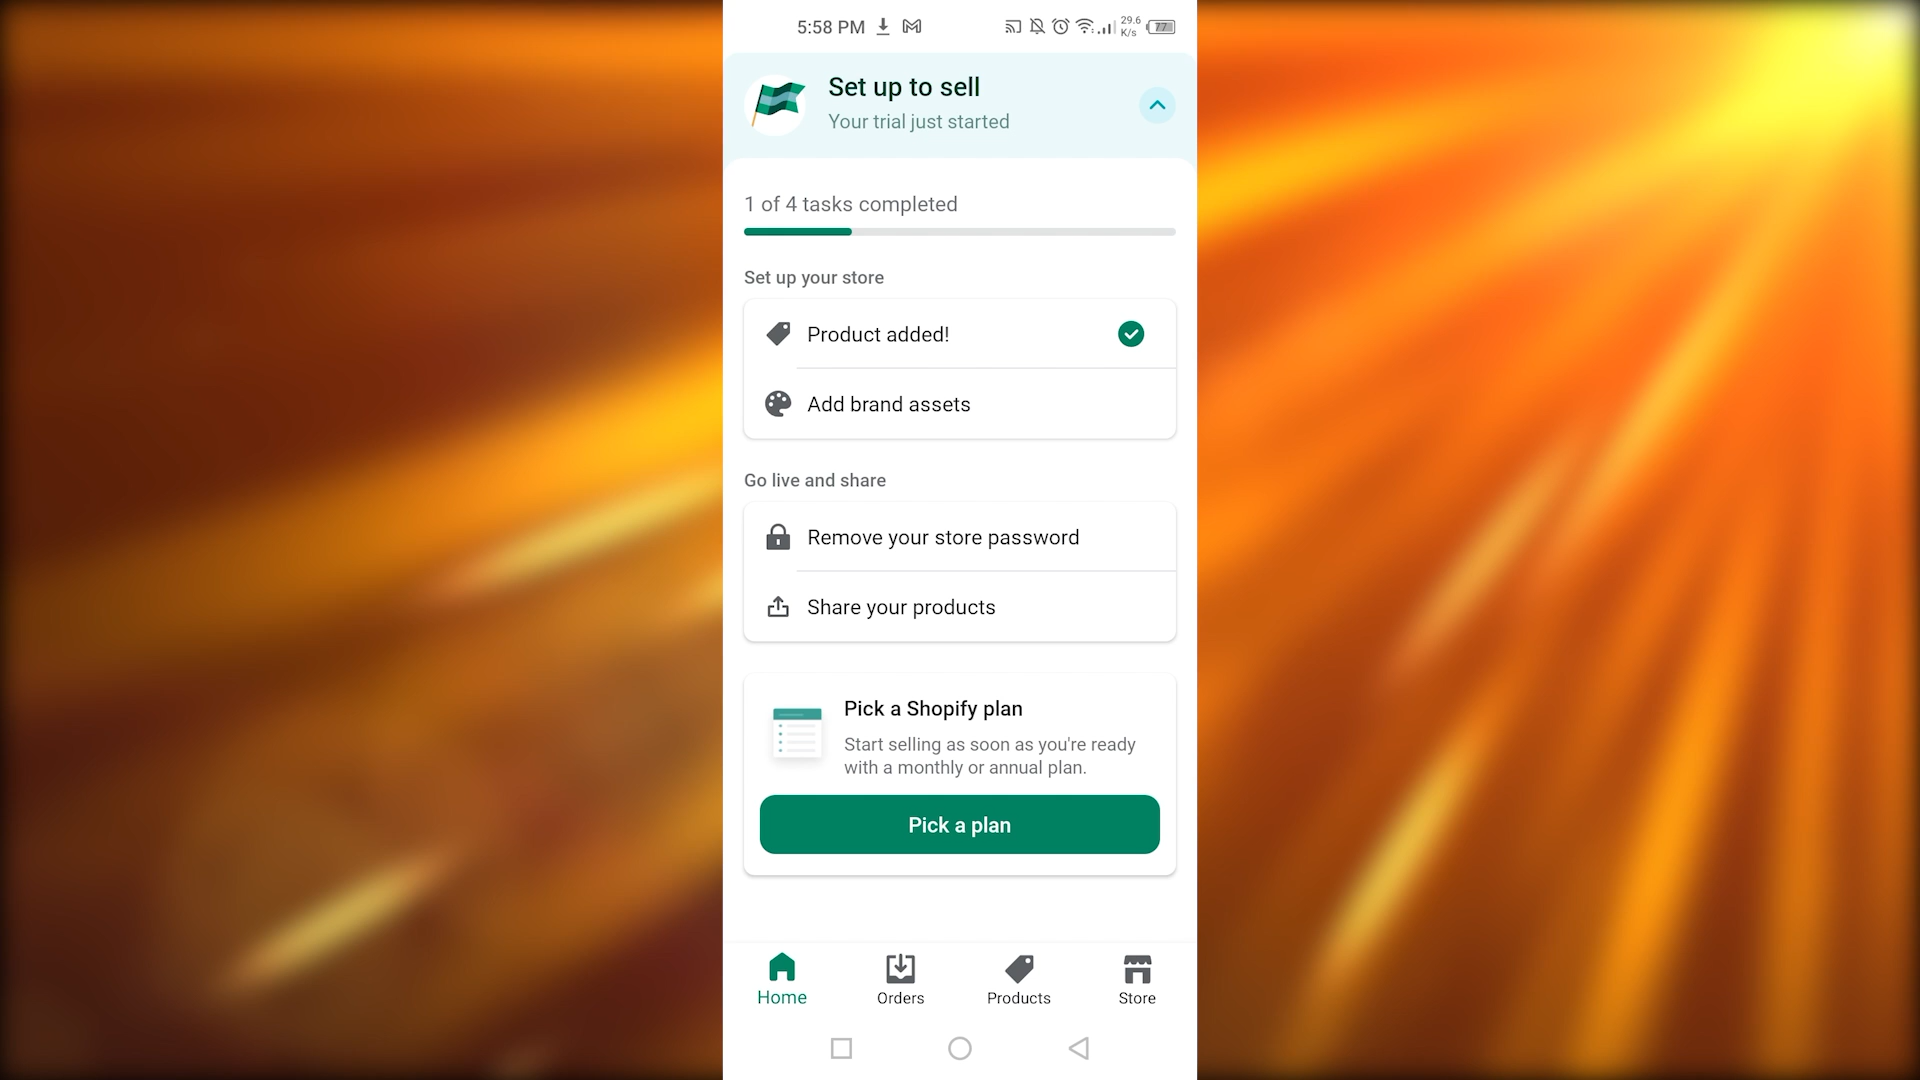 5:58 PM
29.6
K/s
77
Set up to sell
Your trial just started
1 of 4 tasks completed
Set up your store
Product added!
Add brand assets
Go live and share
Remove your store password
Share your products
Pick a Shopify plan
Start selling as soon as you're ready
with a monthly or annual plan.
Pick a plan
Home
Orders
Products
Store